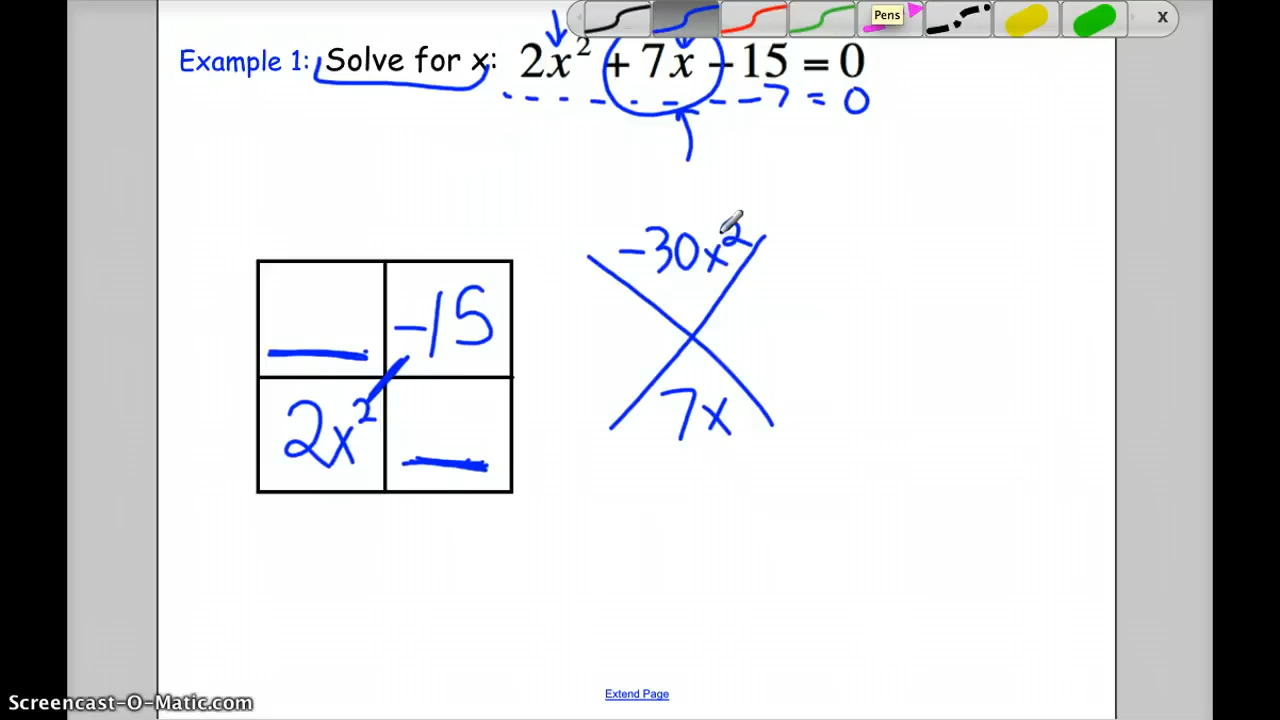 Pens
X
Example 1: Solve for x: 2x² + 7x − 15 = 0
= 0
-30x²
-15
2x²
7x
Extend Page
Screencast-O-Matic.com